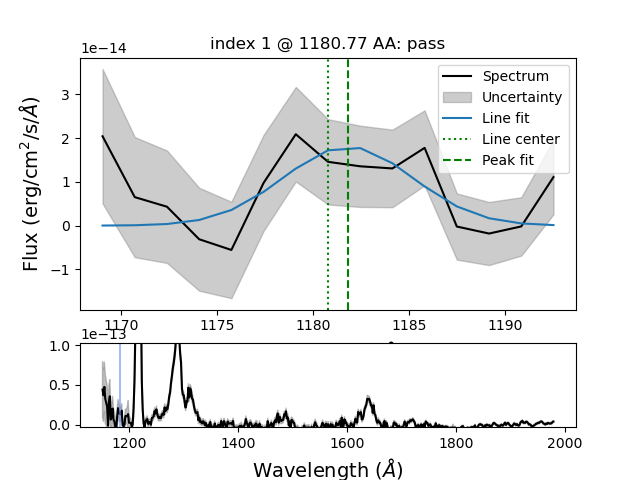 index 1 @ 1180.77 AA: pass
1e−14
Flux (erg/cm²/s/Å)
3
2
1
0
−1
Spectrum
Uncertainty
Line fit
Line center
Peak fit
1170 1175 1180 1185 1190
1e−13
1.0
0.5
0.0
1200 1400 1600 1800 2000
Wavelength (Å)